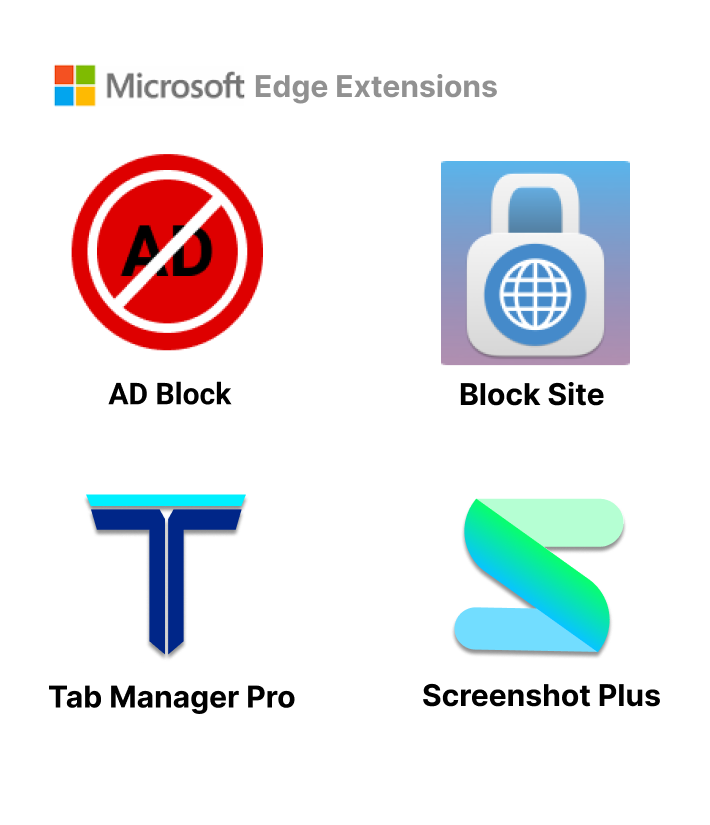 Microsoft Edge Extensions
AD
AD Block
Block Site
Tab Manager Pro
Screenshot Plus